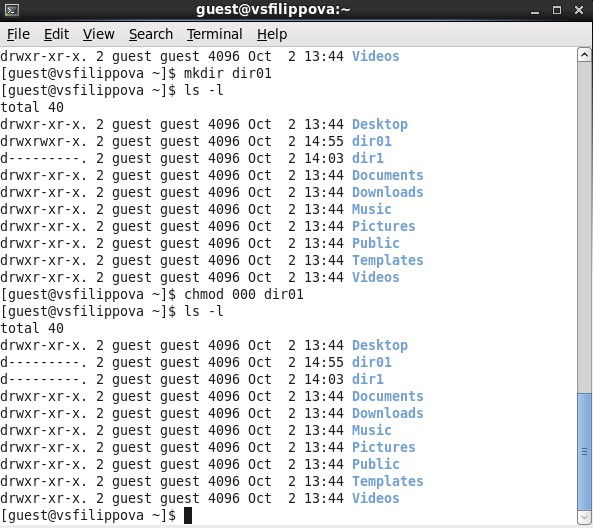 guest@vsfilippova:~
File Edit View Search Terminal Help
drwxr-xr-x. 2 guest guest 4096 Oct  2 13:44 Videos
[guest@vsfilippova ~]$ mkdir dir01
[guest@vsfilippova ~]$ ls -l
total 40
drwxr-xr-x. 2 guest guest 4096 Oct  2 13:44 Desktop
drwxrwxr-x. 2 guest guest 4096 Oct  2 14:55 dir01
d---------. 2 guest guest 4096 Oct  2 14:03 dir1
drwxr-xr-x. 2 guest guest 4096 Oct  2 13:44 Documents
drwxr-xr-x. 2 guest guest 4096 Oct  2 13:44 Downloads
drwxr-xr-x. 2 guest guest 4096 Oct  2 13:44 Music
drwxr-xr-x. 2 guest guest 4096 Oct  2 13:44 Pictures
drwxr-xr-x. 2 guest guest 4096 Oct  2 13:44 Public
drwxr-xr-x. 2 guest guest 4096 Oct  2 13:44 Templates
drwxr-xr-x. 2 guest guest 4096 Oct  2 13:44 Videos
[guest@vsfilippova ~]$ chmod 000 dir01
[guest@vsfilippova ~]$ ls -l
total 40
drwxr-xr-x. 2 guest guest 4096 Oct  2 13:44 Desktop
d---------. 2 guest guest 4096 Oct  2 14:55 dir01
d---------. 2 guest guest 4096 Oct  2 14:03 dir1
drwxr-xr-x. 2 guest guest 4096 Oct  2 13:44 Documents
drwxr-xr-x. 2 guest guest 4096 Oct  2 13:44 Downloads
drwxr-xr-x. 2 guest guest 4096 Oct  2 13:44 Music
drwxr-xr-x. 2 guest guest 4096 Oct  2 13:44 Pictures
drwxr-xr-x. 2 guest guest 4096 Oct  2 13:44 Public
drwxr-xr-x. 2 guest guest 4096 Oct  2 13:44 Templates
drwxr-xr-x. 2 guest guest 4096 Oct  2 13:44 Videos
[guest@vsfilippova ~]$